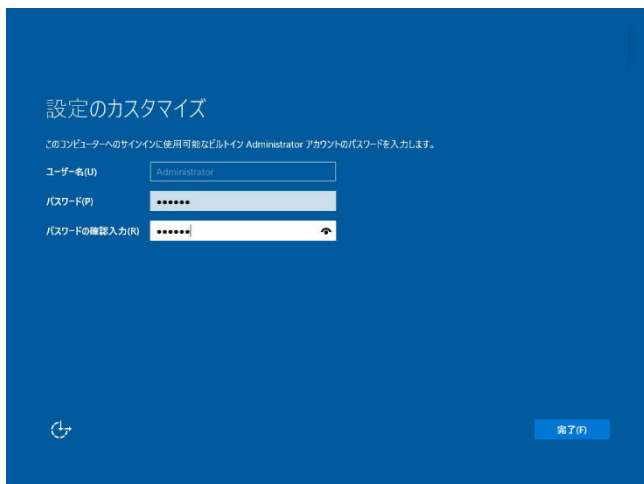 設定のカスタマイズ
このコンピューターへのサインインに使用可能なビルトイン Administrator アカウントのパスワードを入力します。
ユーザー名(U) Administrator
パスワード(P) ●●●●●●
パスワードの確認入力(R) ●●●●●●
完了(F)